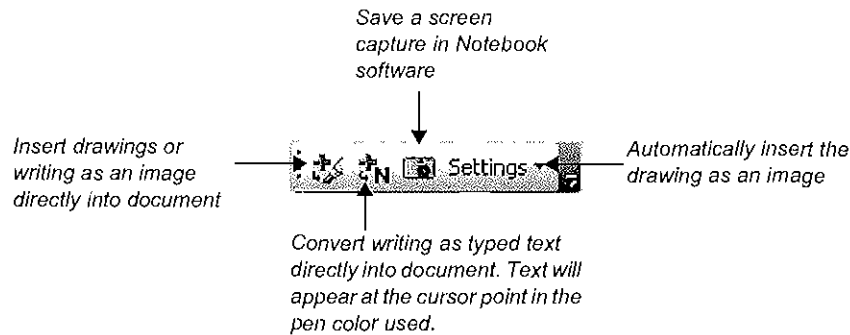 Save a screen
capture in Notebook
software
Insert drawings or
writing as an image
directly into document
N
Settings
Automatically insert the
drawing as an image
Convert writing as typed text
directly into document. Text will
appear at the cursor point in the
pen color used.